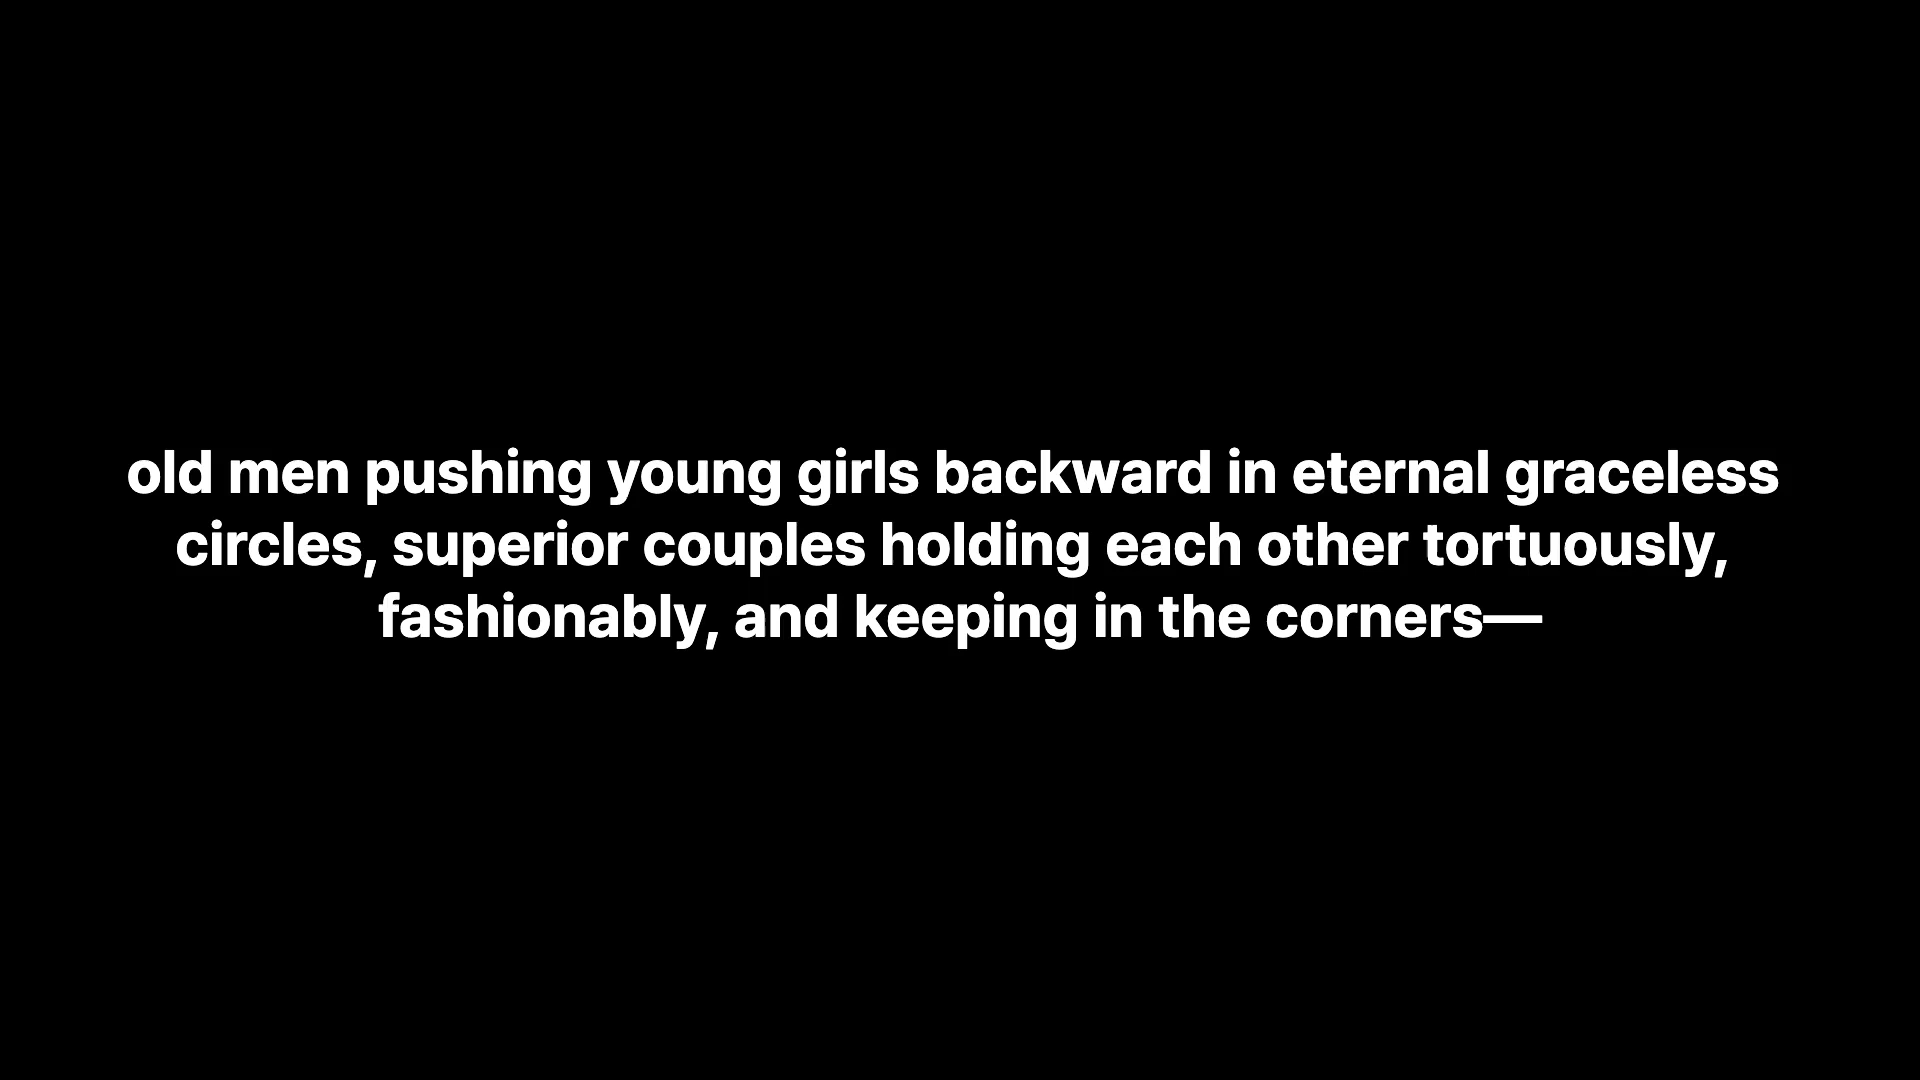 old men pushing young girls backward in eternal graceless
circles, superior couples holding each other tortuously,
fashionably, and keeping in the corners—